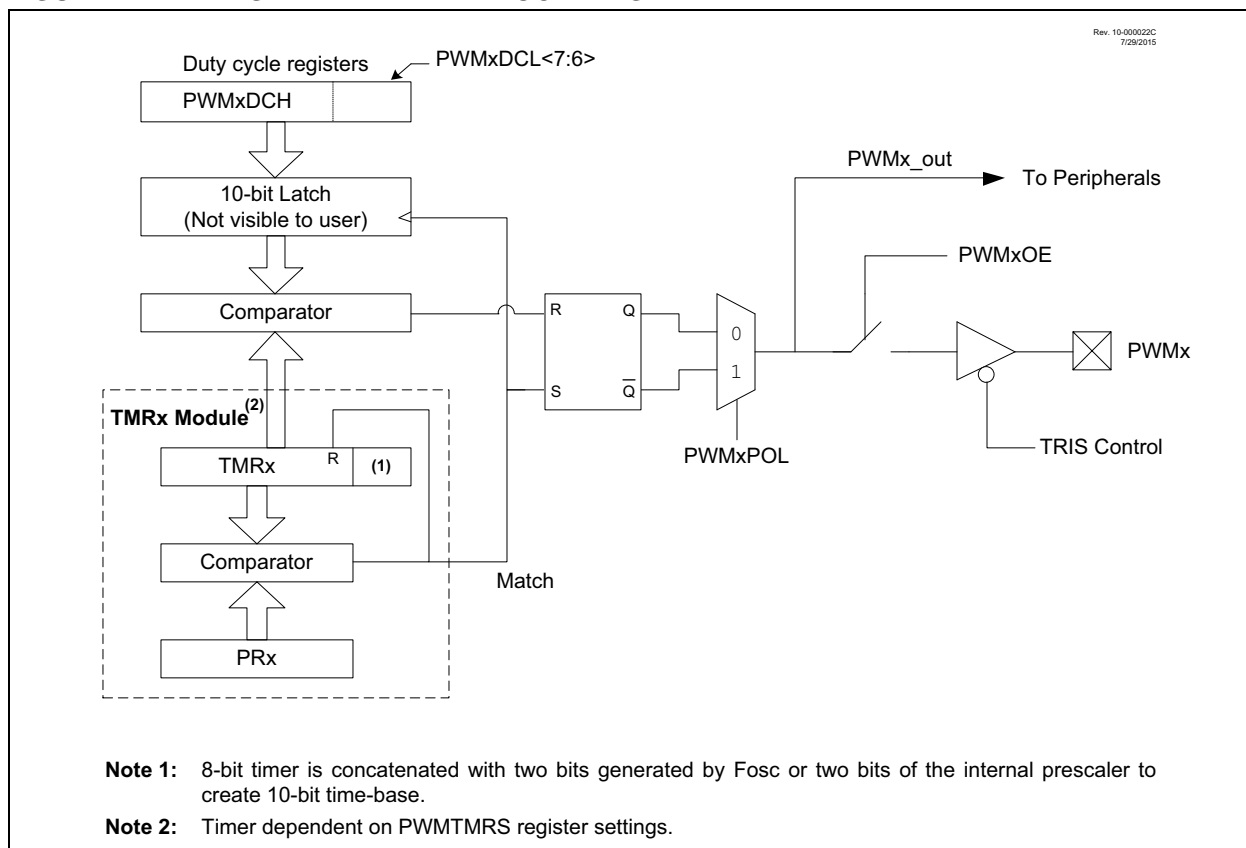 Rev. 10-000022C
7/29/2015
Duty cycle registers
PWMxDCL<7:6>
PWMxDCH
10-bit Latch
(Not visible to user)
Comparator
PWMx_out
To Peripherals
PWMxOE
R Q
0
1
S Q̅
PWMx
PWMxPOL
TRIS Control
TMRx Module(2)
TMRx R (1)
Comparator
Match
PRx
Note 1: 8-bit timer is concatenated with two bits generated by Fosc or two bits of the internal prescaler to
create 10-bit time-base.
Note 2: Timer dependent on PWMTMRS register settings.